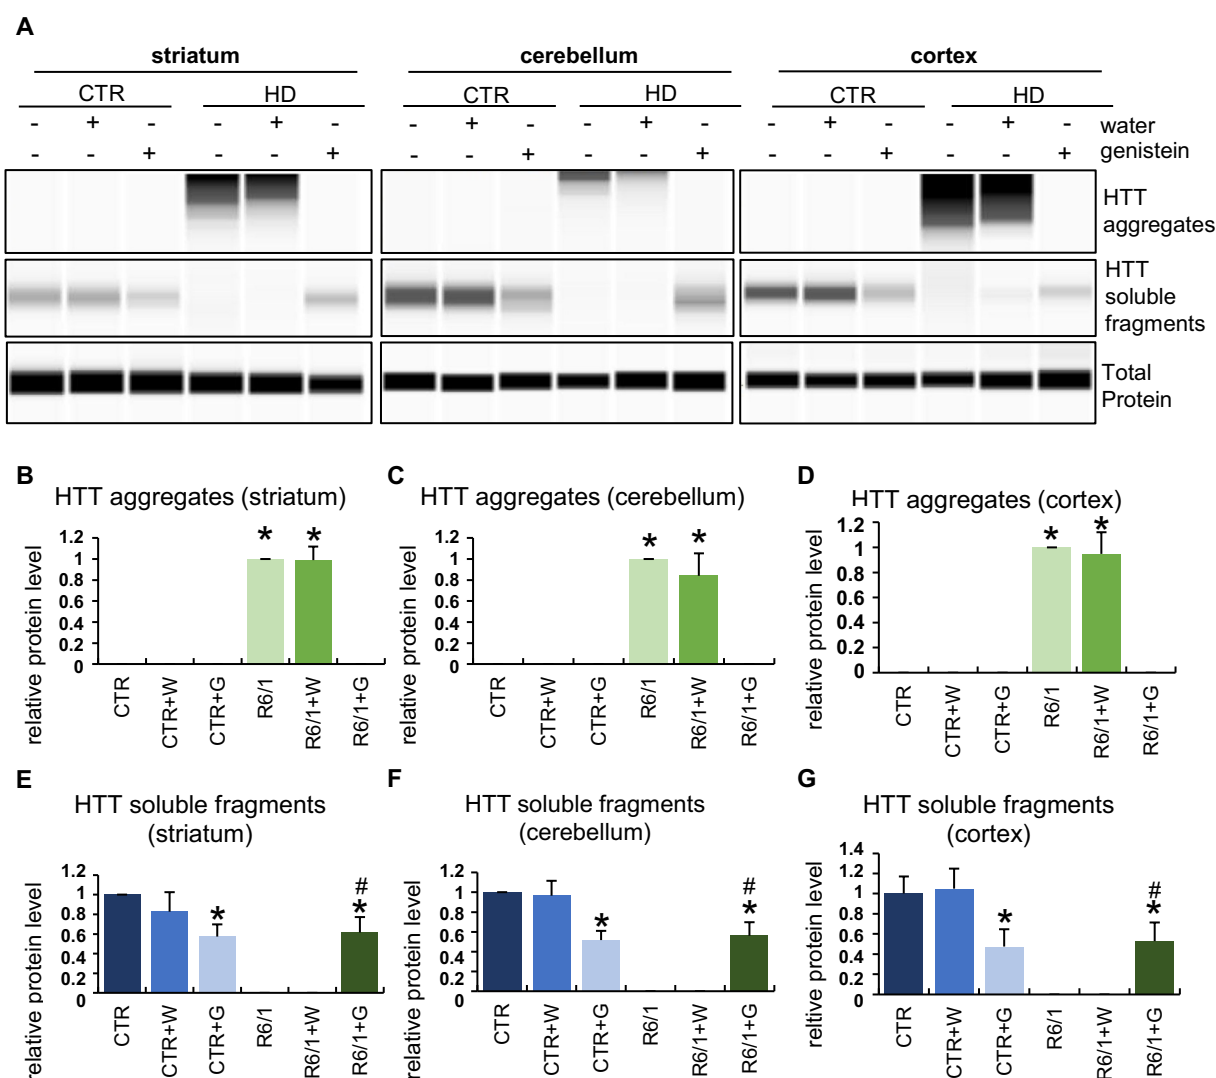 A
striatum cerebellum cortex
CTR HD CTR HD CTR HD
- + - - + - - + - - + - - + - - + - water
- - + - - + - - + - - + - - + - - + genistein
HTT
aggregates
HTT
soluble
fragments
Total
Protein
B
HTT aggregates (striatum)
relative protein level
1.2
1
0.8
0.6
0.4
0.2
0
* *
CTR
CTR+W
CTR+G
R6/1
R6/1+W
R6/1+G
C
HTT aggregates (cerebellum)
relative protein level
1.2
1
0.8
0.6
0.4
0.2
0
* *
CTR
CTR+W
CTR+G
R6/1
R6/1+W
R6/1+G
D
HTT aggregates (cortex)
relative protein level
1.2
1
0.8
0.6
0.4
0.2
0
* *
CTR
CTR+W
CTR+G
R6/1
R6/1+W
R6/1+G
E
HTT soluble fragments
(striatum)
relative protein level
1.2
1
0.8
0.6
0.4
0.2
0
#
* *
CTR
CTR+W
CTR+G
R6/1
R6/1+W
R6/1+G
F
HTT soluble fragments
(cerebellum)
relative protein level
1.2
1
0.8
0.6
0.4
0.2
0
#
* *
CTR
CTR+W
CTR+G
R6/1
R6/1+W
R6/1+G
G
HTT soluble fragments
(cortex)
reltive protein level
1.4
1.2
1
0.8
0.6
0.4
0.2
0
#
* *
CTR
CTR+W
CTR+G
R6/1
R6/1+W
R6/1+G